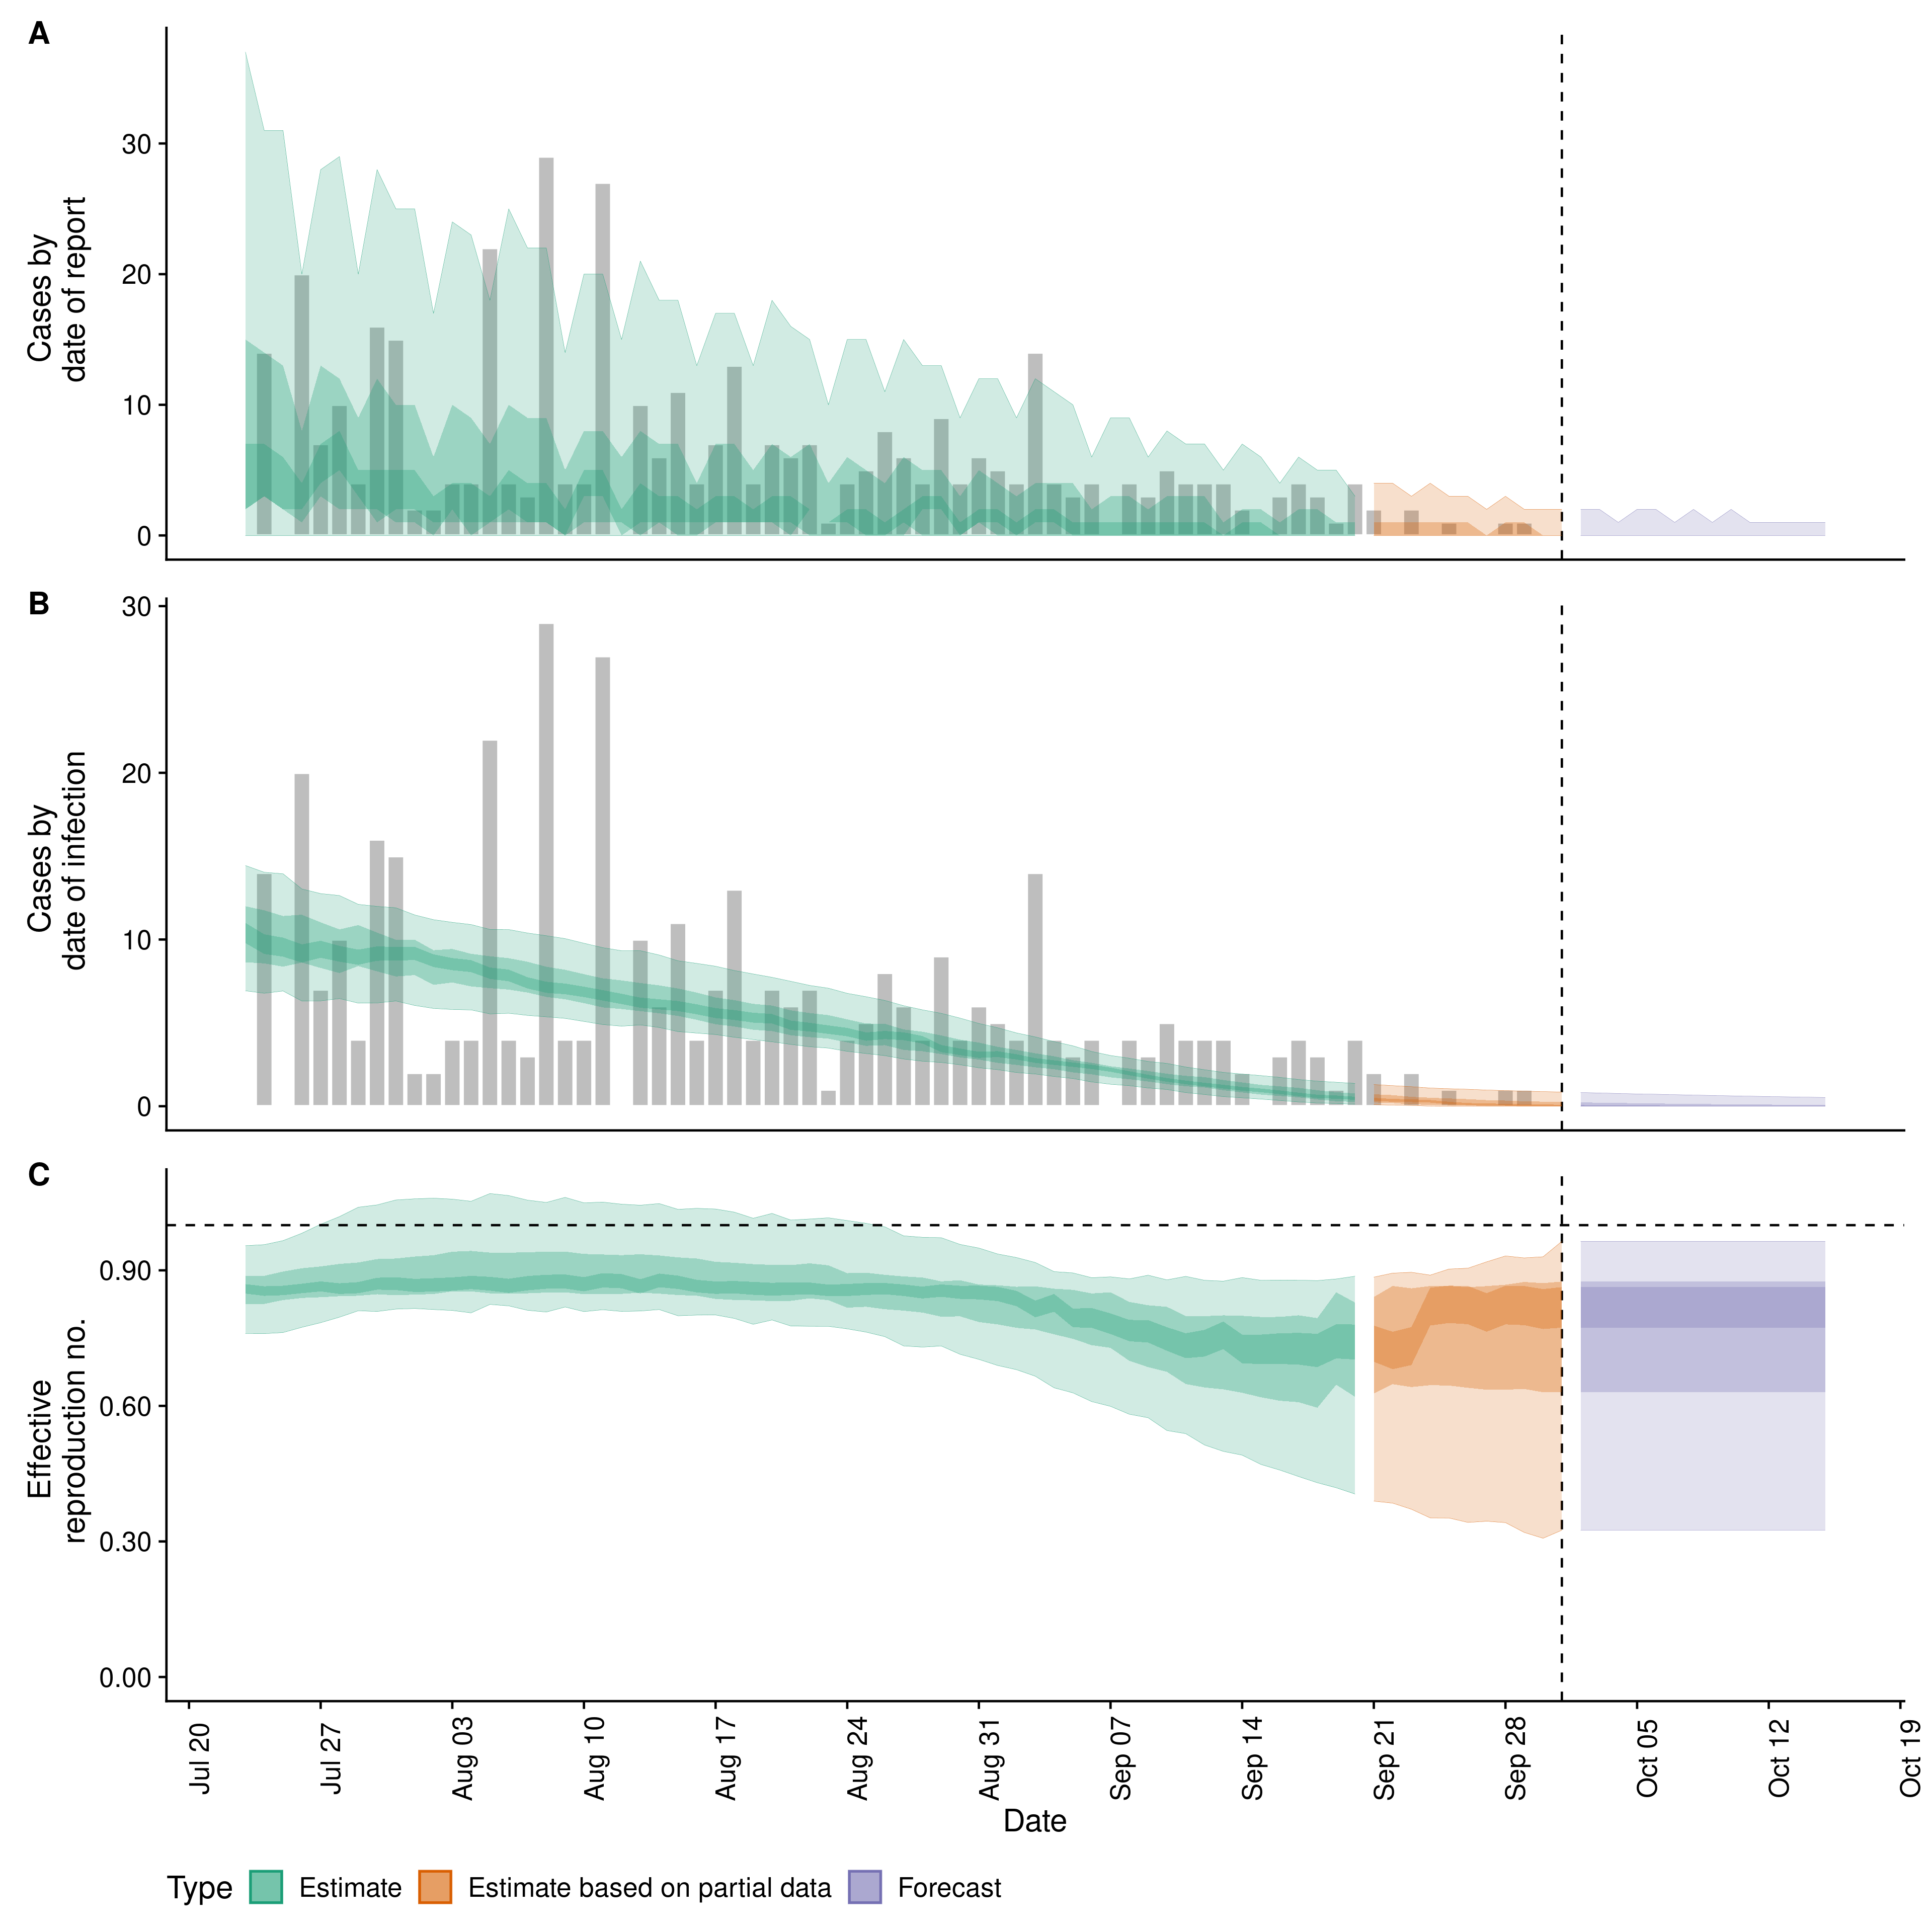 A
Cases by
date of report
30
20
10
0
B
Cases by
date of infection
30
20
10
0
C
Effective
reproduction no.
0.90
0.60
0.30
0.00
Jul 20
Jul 27
Aug 03
Aug 10
Aug 17
Aug 24
Aug 31
Sep 07
Sep 14
Sep 21
Sep 28
Oct 05
Oct 12
Oct 19
Date
Type Estimate Estimate based on partial data Forecast